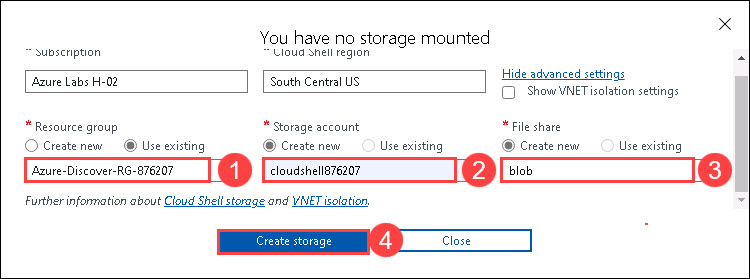 You have no storage mounted
* Subscription
* Cloud Shell region
Azure Labs H-02
South Central US
Hide advanced settings
Show VNET isolation settings
* Resource group
* Storage account
* File share
Create new Use existing
Create new Use existing
Create new Use existing
Azure-Discover-RG-876207 1
cloudshell876207 2
blob 3
Further information about Cloud Shell storage and VNET isolation.
Create storage 4
Close